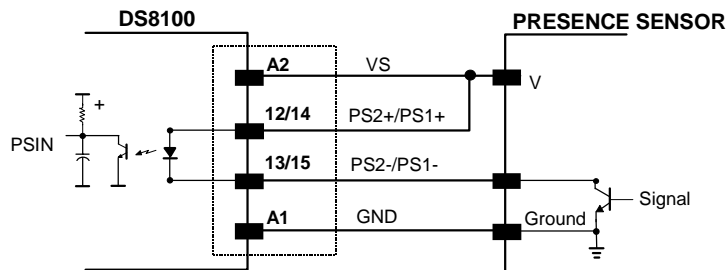 DS8100
PRESENCE SENSOR
A2
VS
V
+
12/14
PS2+/PS1+
PSIN
13/15
PS2-/PS1-
Signal
A1
GND
Ground